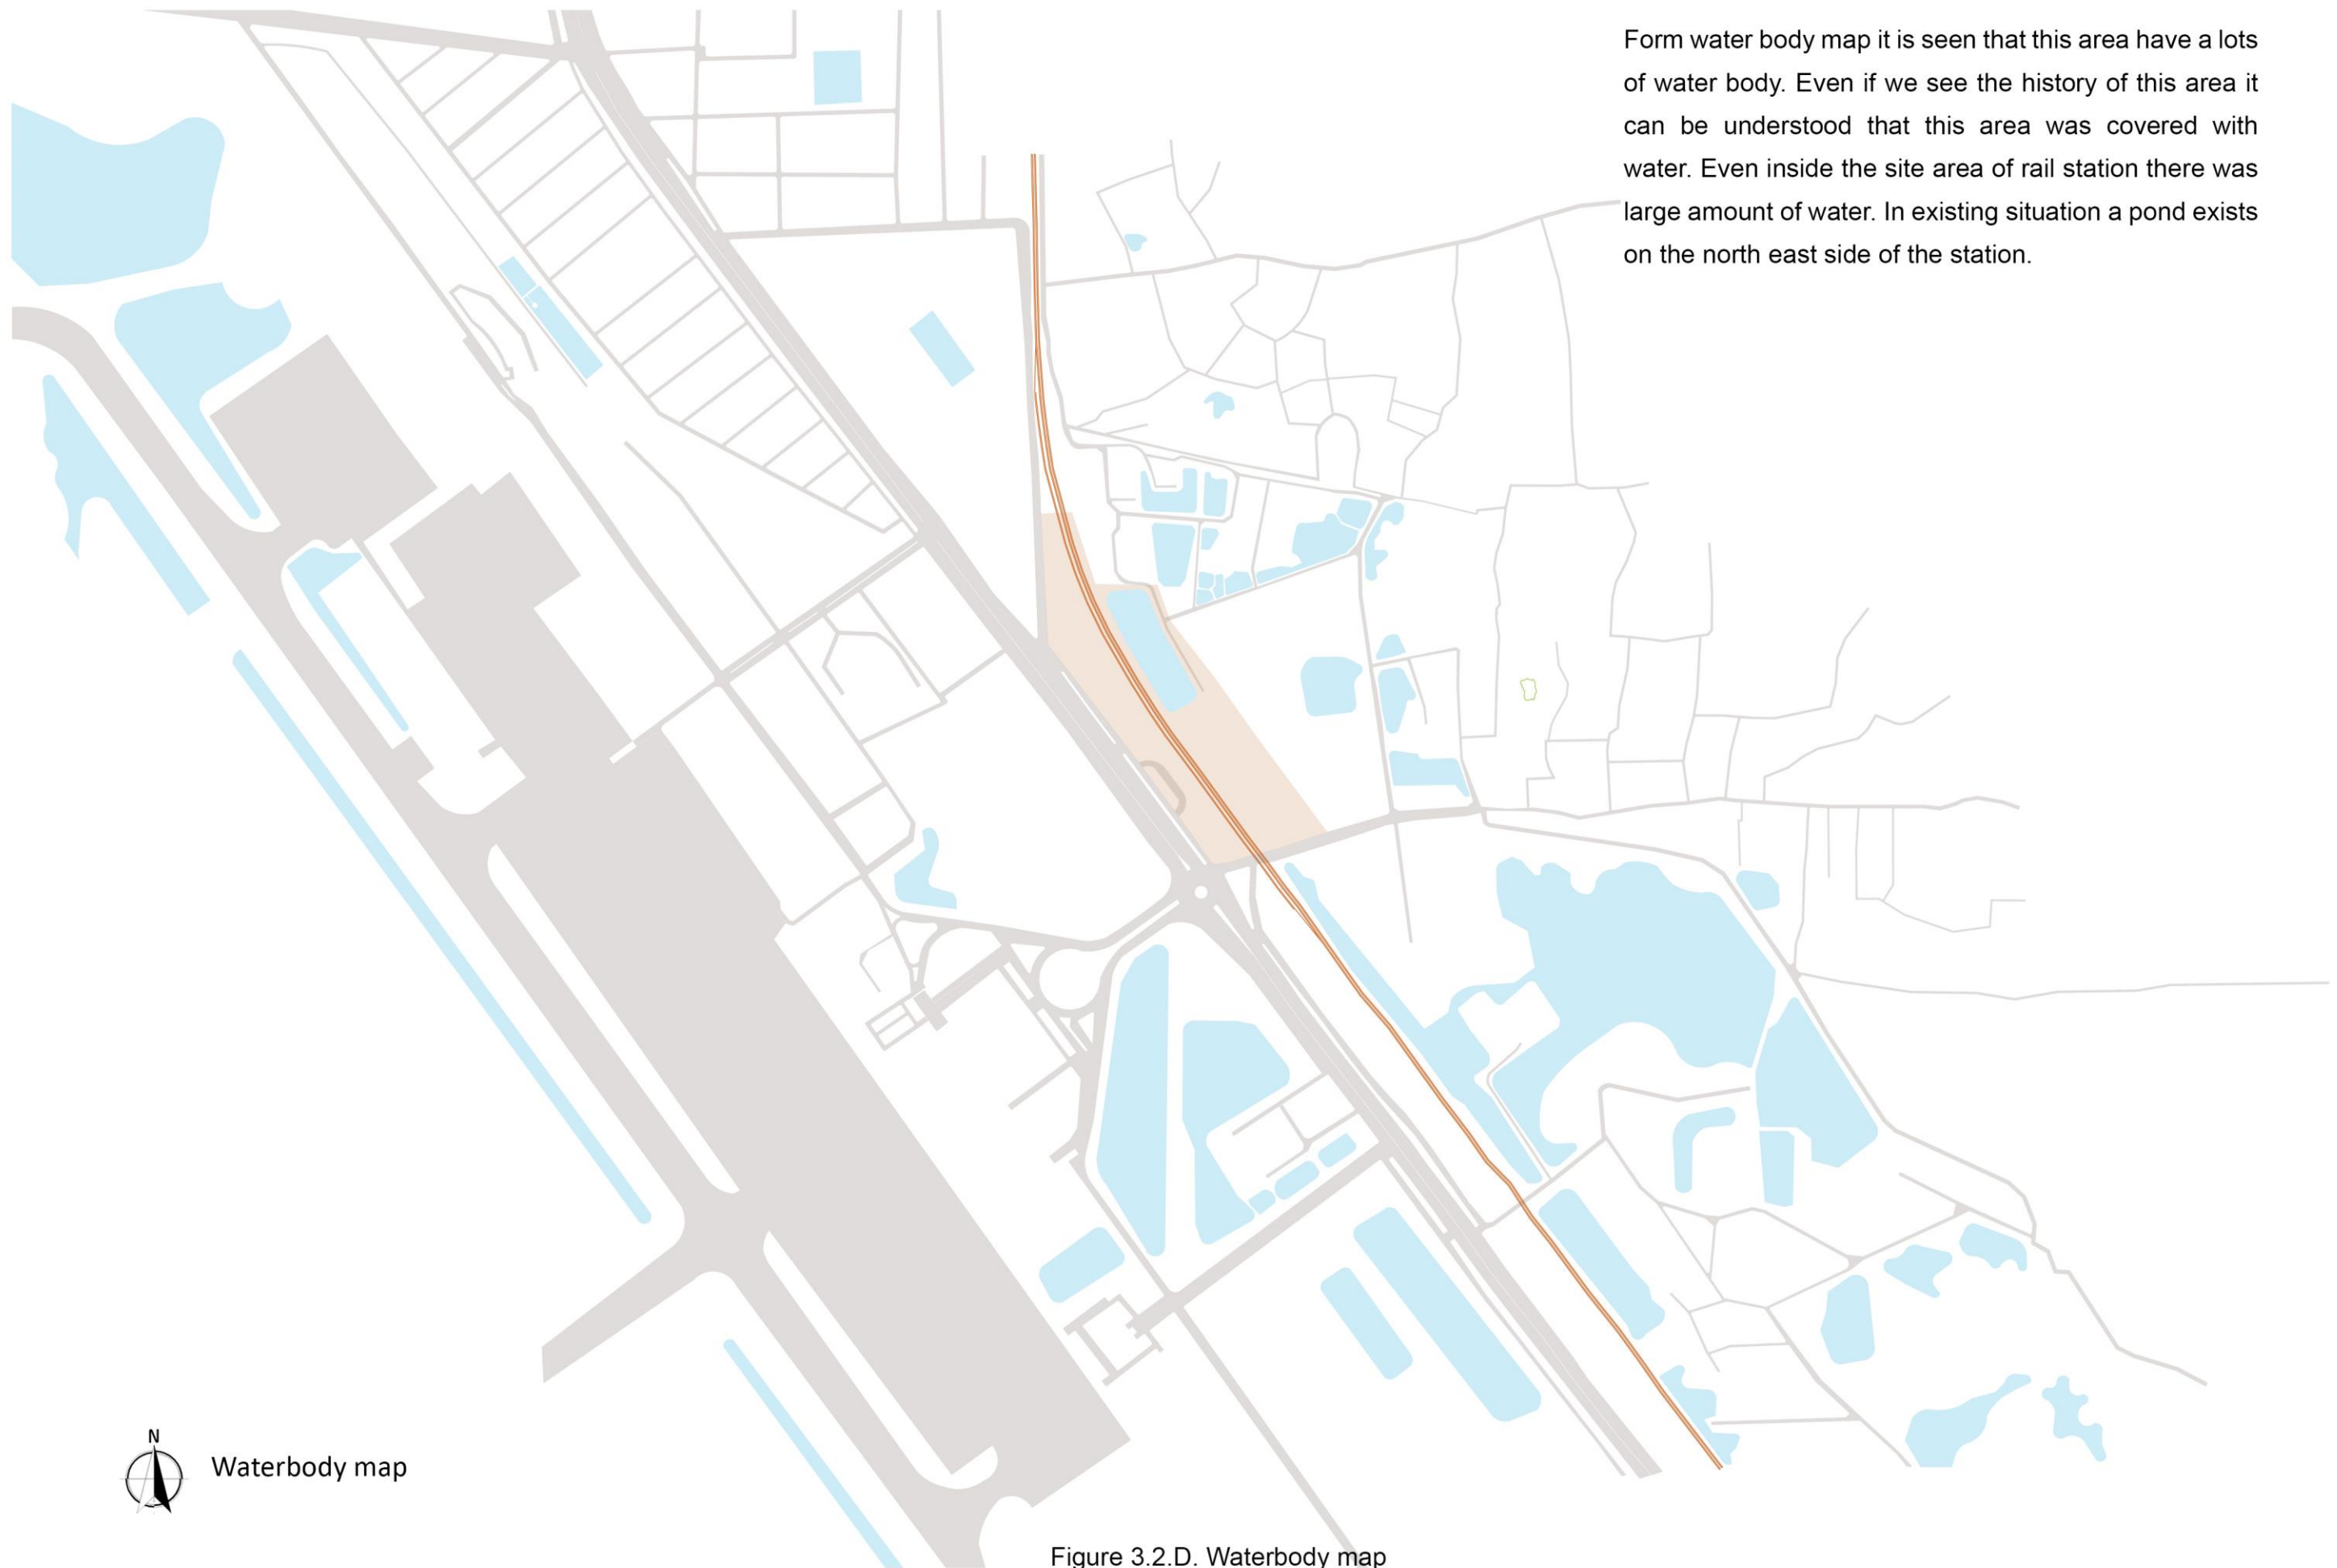 Form water body map it is seen that this area have a lots
of water body. Even if we see the history of this area it
can be understood that this area was covered with
water. Even inside the site area of rail station there was
large amount of water. In existing situation a pond exists
on the north east side of the station.
N
Waterbody map
Figure 3.2.D. Waterbody map